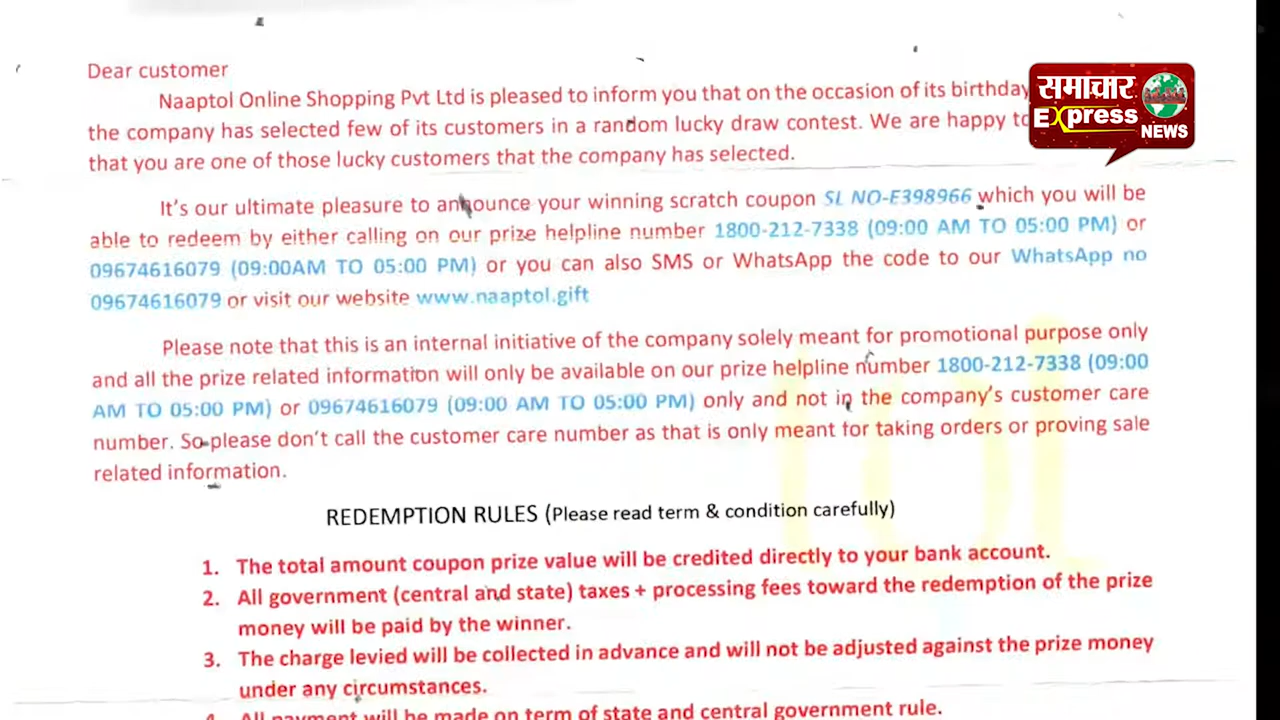 Dear customer
Naaptol Online Shopping Pvt Ltd is pleased to inform you that on the occasion of its birthday
the company has selected few of its customers in a random lucky draw contest. We are happy to
that you are one of those lucky customers that the company has selected.
समाचार
Express
NEWS
It's our ultimate pleasure to announce your winning scratch coupon SL NO-E398966 which you will be
able to redeem by either calling on our prize helpline number 1800-212-7338 (09:00 AM TO 05:00 PM) or
09674616079 (09:00AM TO 05:00 PM) or you can also SMS or WhatsApp the code to our WhatsApp no
09674616079 or visit our website www.naaptol.gift
Please note that this is an internal initiative of the company solely meant for promotional purpose only
and all the prize related information will only be available on our prize helpline number 1800-212-7338 (09:00
AM TO 05:00 PM) or 09674616079 (09:00 AM TO 05:00 PM) only and not in the company's customer care
number. So please don't call the customer care number as that is only meant for taking orders or proving sale
related information.
REDEMPTION RULES (Please read term & condition carefully)
1. The total amount coupon prize value will be credited directly to your bank account.
2. All government (central and state) taxes + processing fees toward the redemption of the prize
money will be paid by the winner.
3. The charge levied will be collected in advance and will not be adjusted against the prize money
under any circumstances.
4. All payment will be made on term of state and central government rule.